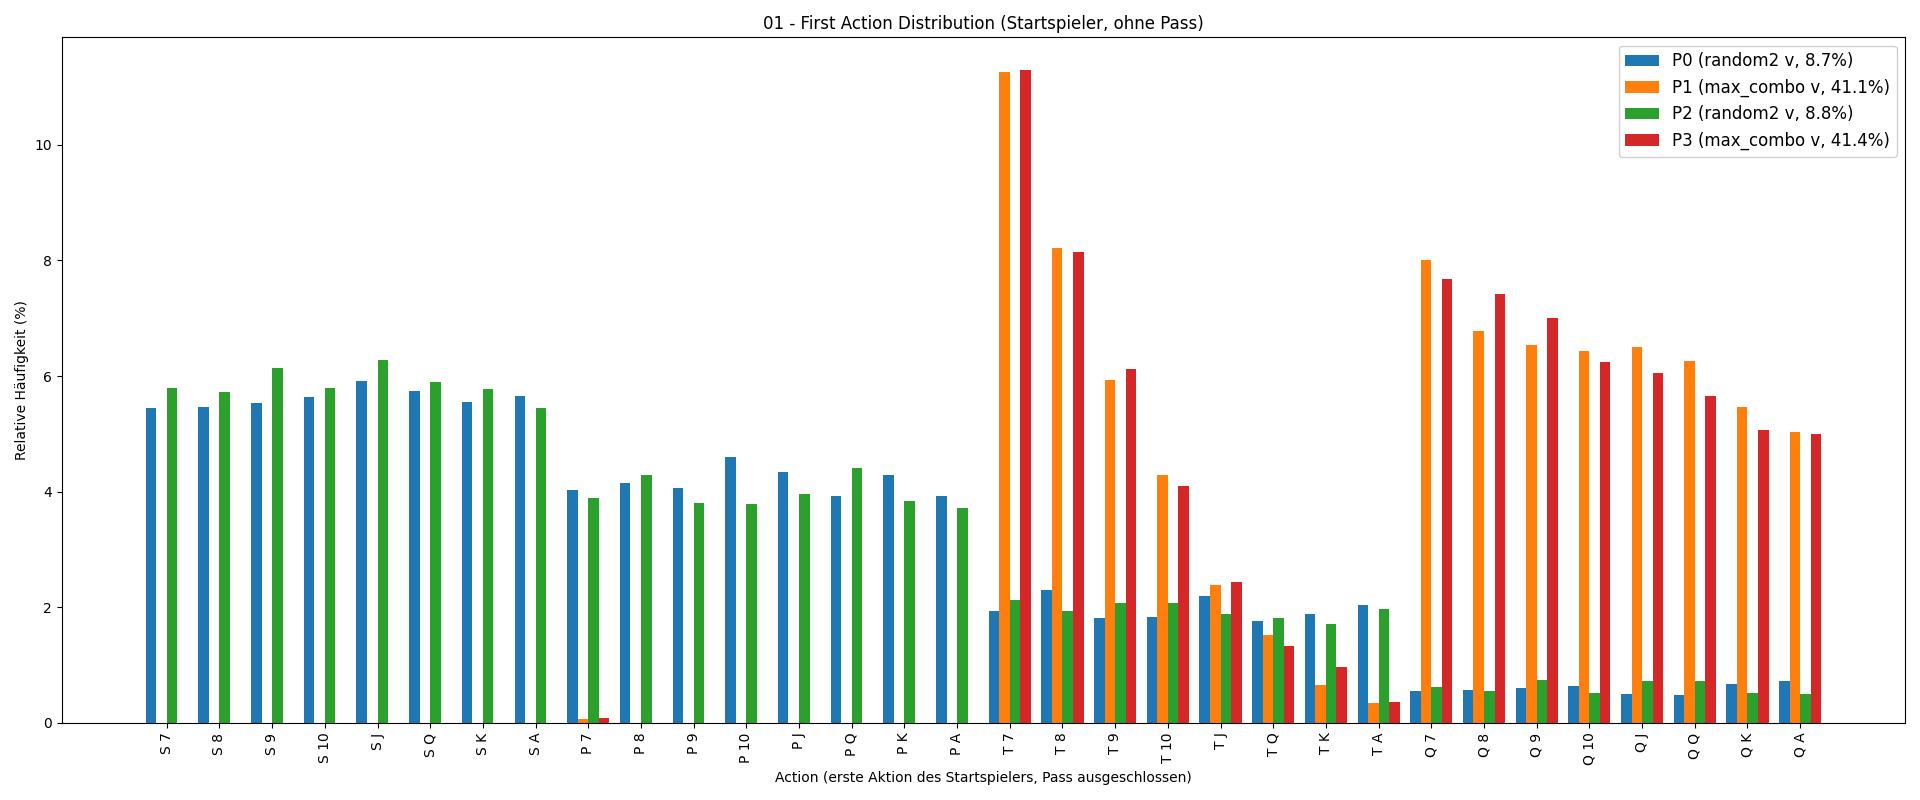 01 - First Action Distribution (Startspieler, ohne Pass)
P0 (random2 v, 8.7%)
P1 (max_combo v, 41.1%)
P2 (random2 v, 8.8%)
P3 (max_combo v, 41.4%)
Relative Häufigkeit (%)
10
8
6
4
2
0
S 7
S 8
S 9
S 10
S J
S Q
S K
S A
P 7
P 8
P 9
P 10
P J
P Q
P K
P A
T 7
T 8
T 9
T 10
T J
T Q
T K
T A
Q 7
Q 8
Q 9
Q 10
Q J
Q Q
Q K
Q A
Action (erste Aktion des Startspielers, Pass ausgeschlossen)